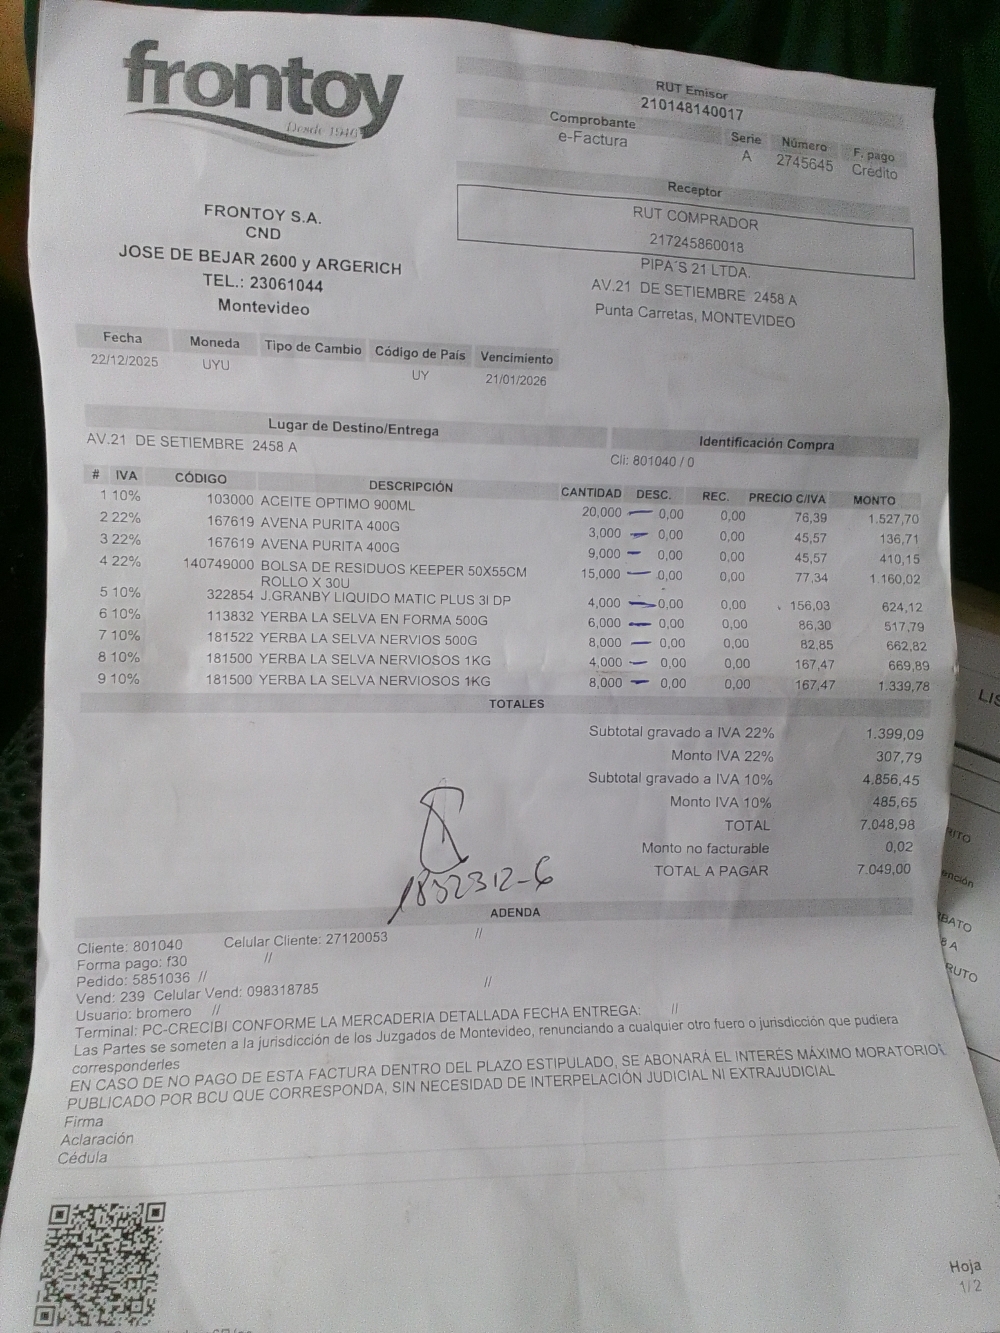 frontoy
Desde 1940
RUT Emisor
210148140017
Comprobante Serie Número F. pago
e-Factura A 2745645 Crédito
Receptor
RUT COMPRADOR
217245860018
PIPA´S 21 LTDA.
AV.21 DE SETIEMBRE 2458 A
Punta Carretas, MONTEVIDEO
FRONTOY S.A.
CND
JOSE DE BEJAR 2600 y ARGERICH
TEL.: 23061044
Montevideo
Fecha Moneda Tipo de Cambio Código de País Vencimiento
22/12/2025 UYU UY 21/01/2026
Lugar de Destino/Entrega Identificación Compra
AV.21 DE SETIEMBRE 2458 A Cli: 801040 / 0
# IVA CÓDIGO DESCRIPCIÓN CANTIDAD DESC. REC. PRECIO C/IVA MONTO
1 10% 103000 ACEITE OPTIMO 900ML 20,000 0,00 0,00 76,39 1.527,70
2 22% 167619 AVENA PURITA 400G 3,000 0,00 0,00 45,57 136,71
3 22% 167619 AVENA PURITA 400G 9,000 0,00 0,00 45,57 410,15
4 22% 140749000 BOLSA DE RESIDUOS KEEPER 50X55CM 15,000 0,00 0,00 77,34 1.160,02
ROLLO X 30U
5 10% 322854 J.GRANBY LIQUIDO MATIC PLUS 3l DP 4,000 0,00 0,00 156,03 624,12
6 10% 113832 YERBA LA SELVA EN FORMA 500G 6,000 0,00 0,00 86,30 517,79
7 10% 181522 YERBA LA SELVA NERVIOS 500G 8,000 0,00 0,00 82,85 662,82
8 10% 181500 YERBA LA SELVA NERVIOSOS 1KG 4,000 0,00 0,00 167,47 669,89
9 10% 181500 YERBA LA SELVA NERVIOSOS 1KG 8,000 0,00 0,00 167,47 1.339,78
TOTALES
Subtotal gravado a IVA 22% 1.399,09
Monto IVA 22% 307,79
Subtotal gravado a IVA 10% 4.856,45
Monto IVA 10% 485,65
TOTAL 7.048,98
Monto no facturable 0,02
TOTAL A PAGAR 7.049,00
1832312-6
ADENDA
Cliente: 801040 Celular Cliente: 27120053 //
Forma pago: f30 //
Pedido: 5851036 //
Vend: 239 Celular Vend: 098318785 //
Usuario: bromero //
Terminal: PC-CRECIBI CONFORME LA MERCADERIA DETALLADA FECHA ENTREGA: //
Las Partes se someten a la jurisdicción de los Juzgados de Montevideo, renunciando a cualquier otro fuero o jurisdicción que pudiera
corresponderles
EN CASO DE NO PAGO DE ESTA FACTURA DENTRO DEL PLAZO ESTIPULADO, SE ABONARÁ EL INTERÉS MÁXIMO MORATORIO
PUBLICADO POR BCU QUE CORRESPONDA, SIN NECESIDAD DE INTERPELACIÓN JUDICIAL NI EXTRAJUDICIAL
Firma
Aclaración
Cédula
Hoja
1/2